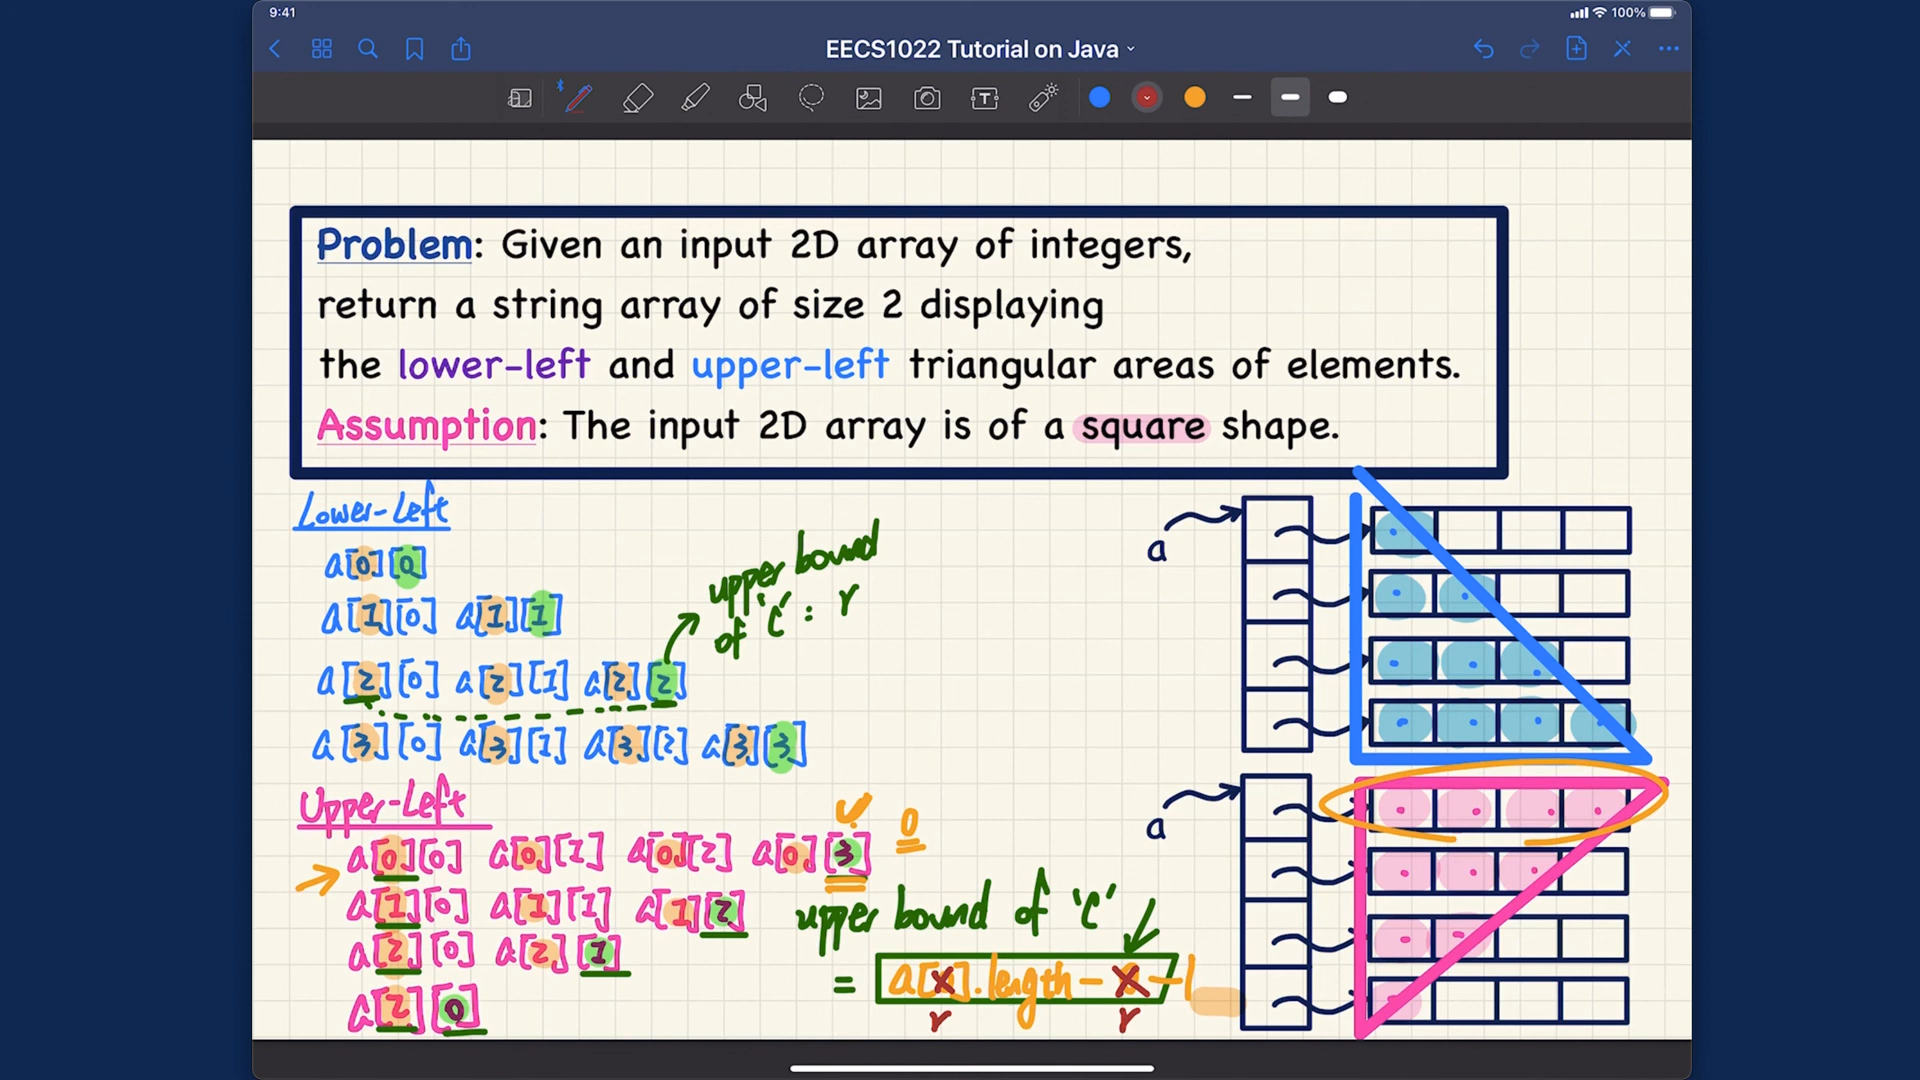 9:41
100%
EECS1022 Tutorial on Java
Problem: Given an input 2D array of integers,
return a string array of size 2 displaying
the lower-left and upper-left triangular areas of elements.
Assumption: The input 2D array is of a square shape.
Lower-Left
a[0][0]
a[1][0] a[1][1]
a[2][0] a[2][1] a[2][2]
a[3][0] a[3][1] a[3][2] a[3][3]
upper bound
of 'c' : r
Upper-Left
a[0][0] a[0][1] a[0][2] a[0][3] 0
a[1][0] a[1][1] a[1][2]
a[2][0] a[2][1]
a[2][0]
upper bound of 'c'
= a[ ].length - -1
r r
a
a